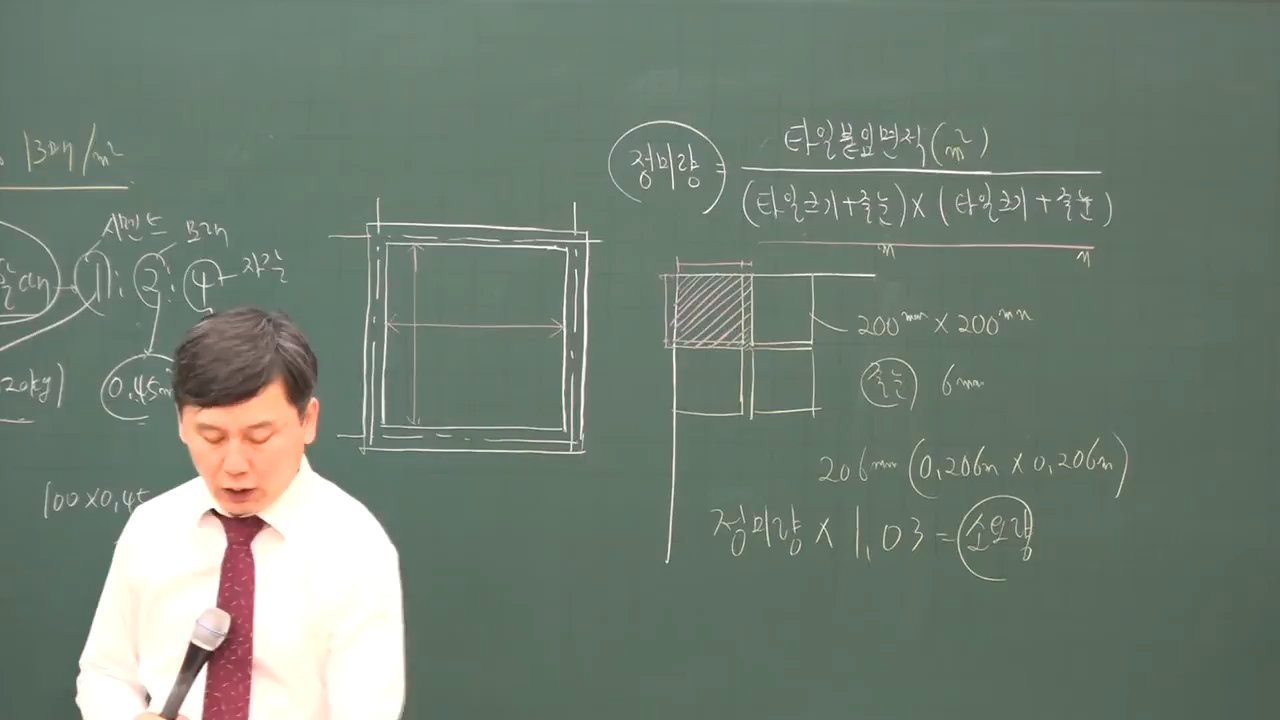 13매/m²
시멘트 모래
1 : 2 : 4 자갈
20kg)
0.45m
100×0.45
정미량 = 타일붙임면적(m²)
(타일크기+줄눈)×(타일크기+줄눈)
m m
200mm × 200mm
줄눈 6mm
206mm (0.206m × 0.206m)
정미량 × 1.03 = 소요량